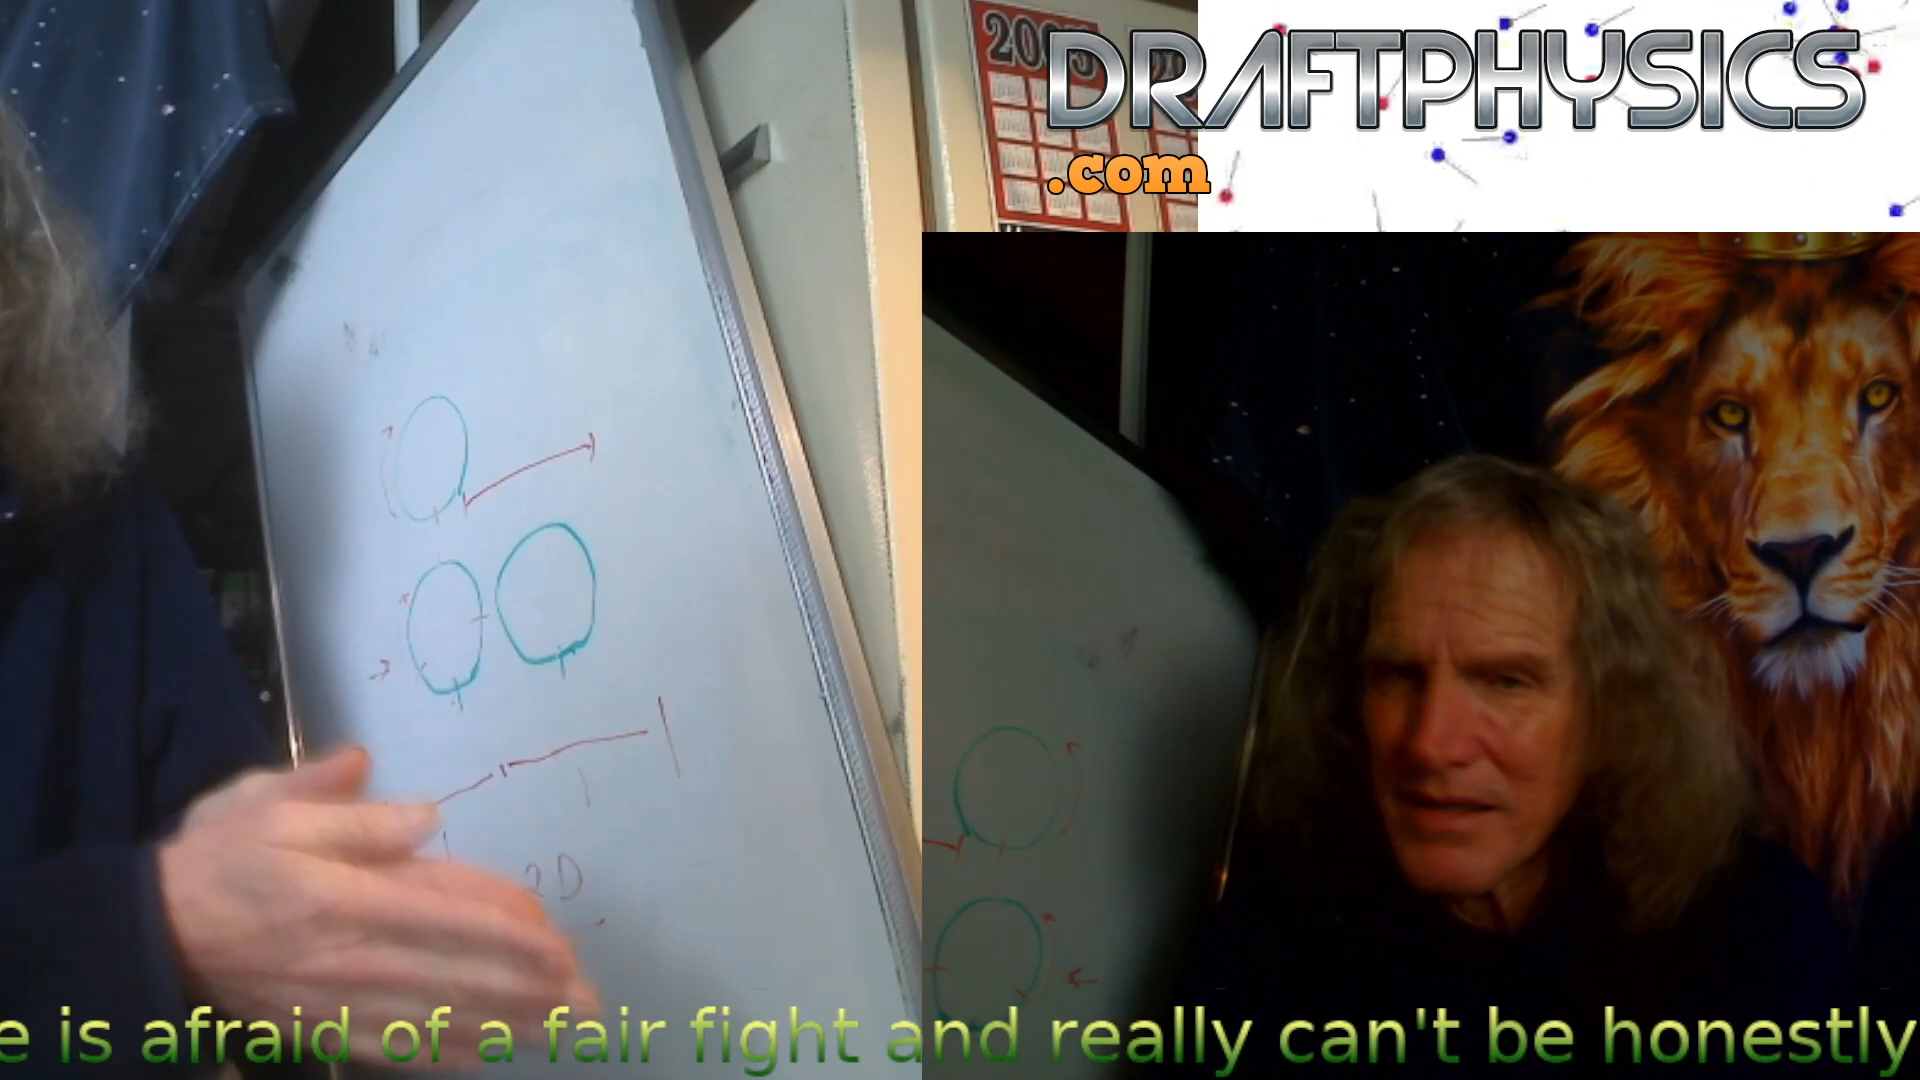 DRAFTPHYSICS
.com
2D
e is afraid of a fair fight and really can't be honestly